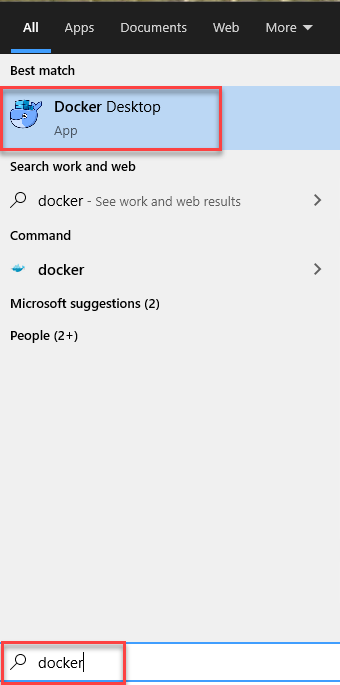 All Apps Documents Web More
Best match
Docker Desktop
App
Search work and web
docker - See work and web results
Command
docker
Microsoft suggestions (2)
People (2+)
docker